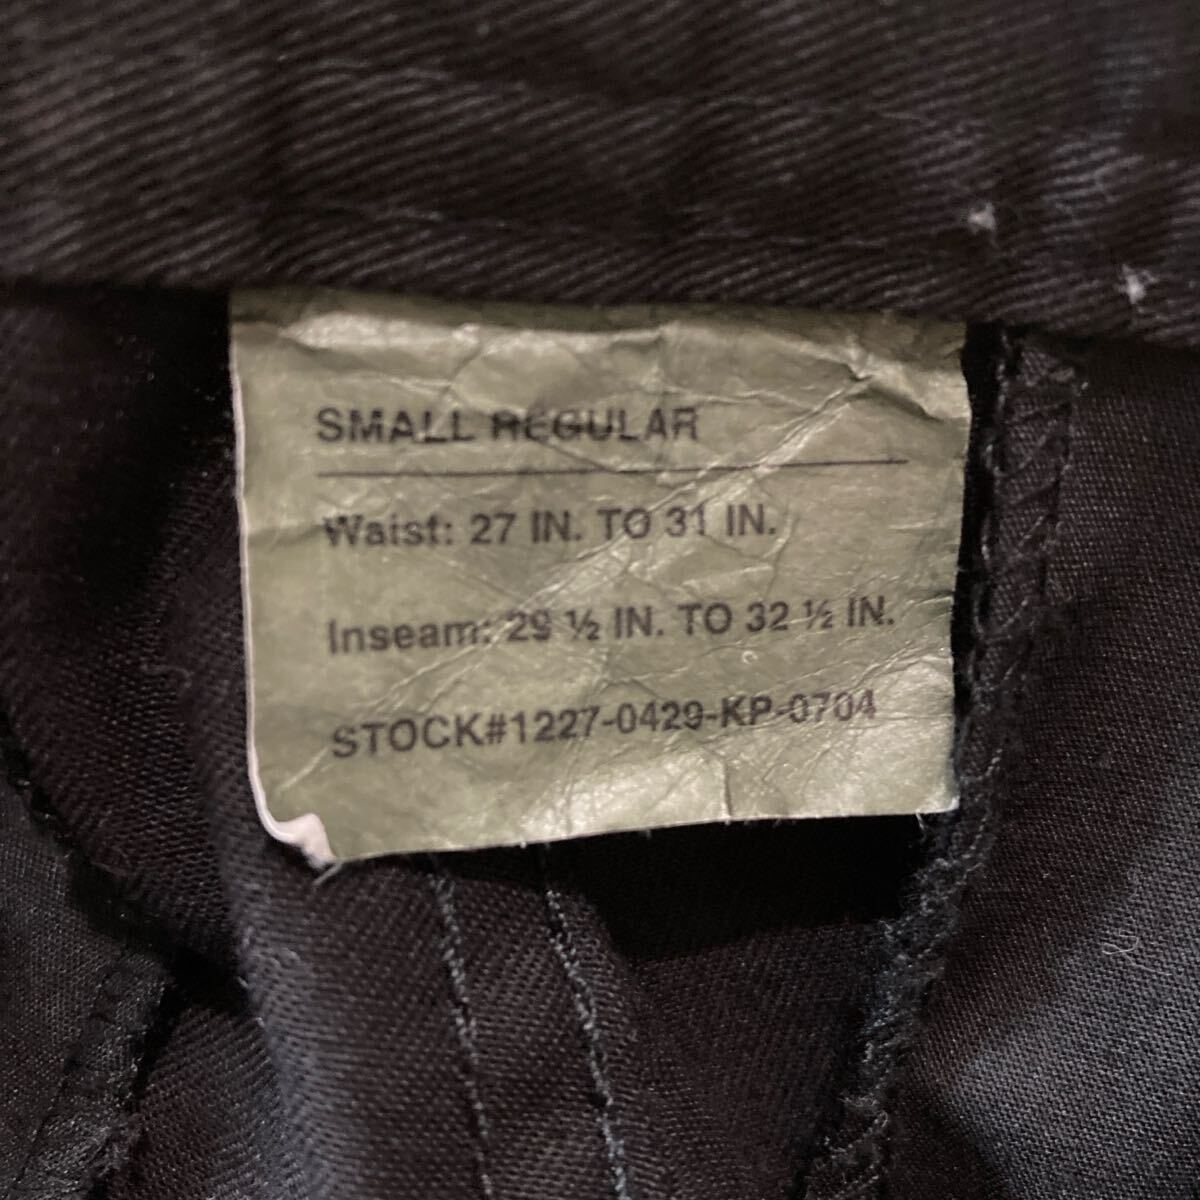 SMALL REGULAR
Waist: 27 IN. TO 31 IN.
Inseam: 29 ½ IN. TO 32 ½ IN.
STOCK#1227-0429-KP-0704